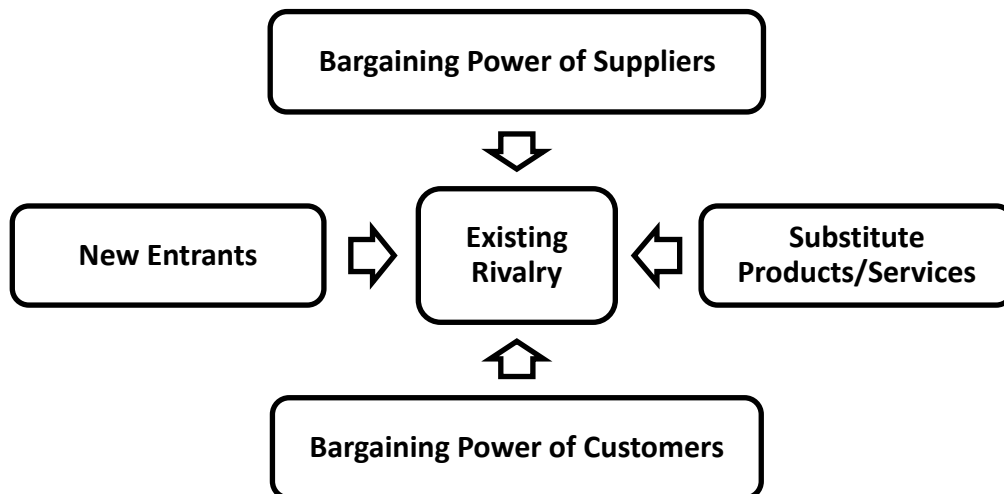 Bargaining Power of Suppliers
New Entrants
Existing
Rivalry
Substitute
Products/Services
Bargaining Power of Customers